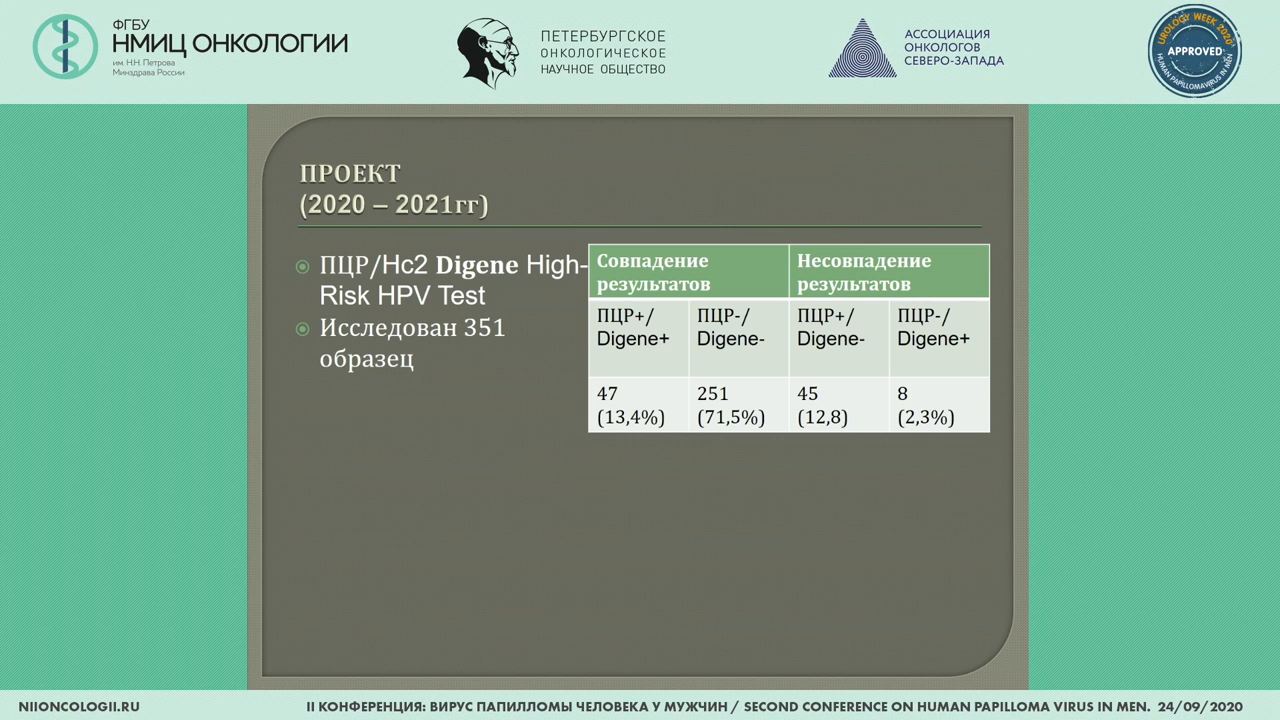 ФГБУ
НМИЦ ОНКОЛОГИИ
им. Н.Н. Петрова
Минздрава России
ПЕТЕРБУРГСКОЕ
ОНКОЛОГИЧЕСКОЕ
НАУЧНОЕ ОБЩЕСТВО
АССОЦИАЦИЯ
ОНКОЛОГОВ
СЕВЕРО-ЗАПАДА
UROLOGY WEEK 2020
APPROVED
HUMAN PAPILLOMAVIRUS IN MEN
ПРОЕКТ
(2020 – 2021гг)
ПЦР/Hc2 Digene High-
Risk HPV Test
Исследован 351
образец
Совпадение
результатов
Несовпадение
результатов
ПЦР+/
Digene+
ПЦР-/
Digene-
ПЦР+/
Digene-
ПЦР-/
Digene+
47
(13,4%)
251
(71,5%)
45
(12,8)
8
(2,3%)
NIIONCOLOGII.RU
II КОНФЕРЕНЦИЯ: ВИРУС ПАПИЛЛОМЫ ЧЕЛОВЕКА У МУЖЧИН / SECOND CONFERENCE ON HUMAN PAPILLOMA VIRUS IN MEN. 24/09/2020